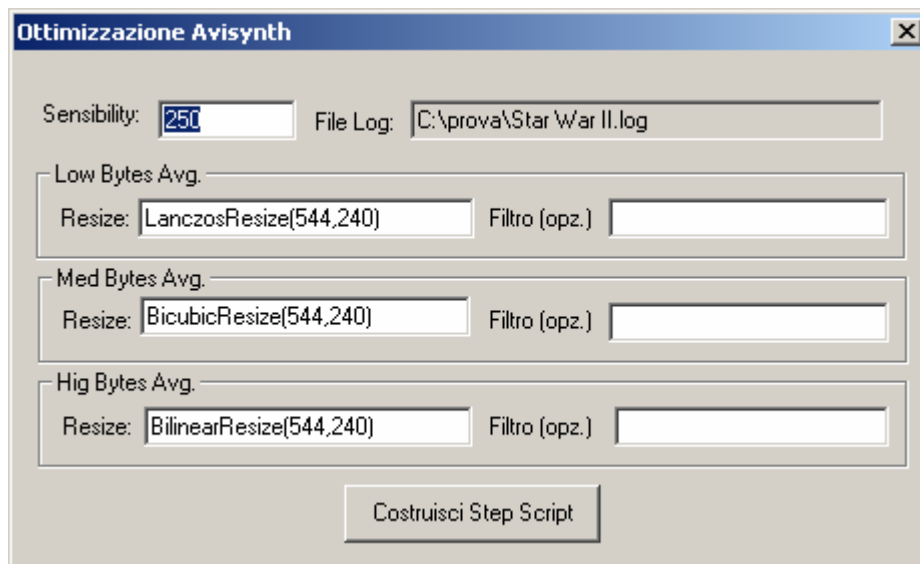 Ottimizzazione Avisynth
Sensibility: 250 File Log: C:\prova\Star War II.log
Low Bytes Avg.
Resize: LanczosResize(544,240) Filtro (opz.)
Med Bytes Avg.
Resize: BicubicResize(544,240) Filtro (opz.)
Hig Bytes Avg.
Resize: BilinearResize(544,240) Filtro (opz.)
Costruisci Step Script